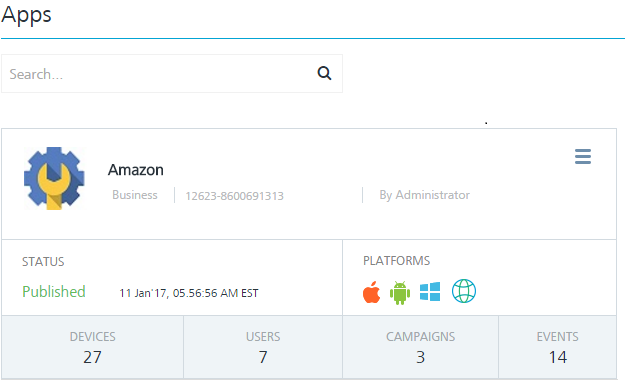 Apps
Search...
Amazon
Business 12623-8600691313 By Administrator
STATUS PLATFORMS
Published 11 Jan'17, 05.56:56 AM EST
DEVICES USERS CAMPAIGNS EVENTS
27 7 3 14